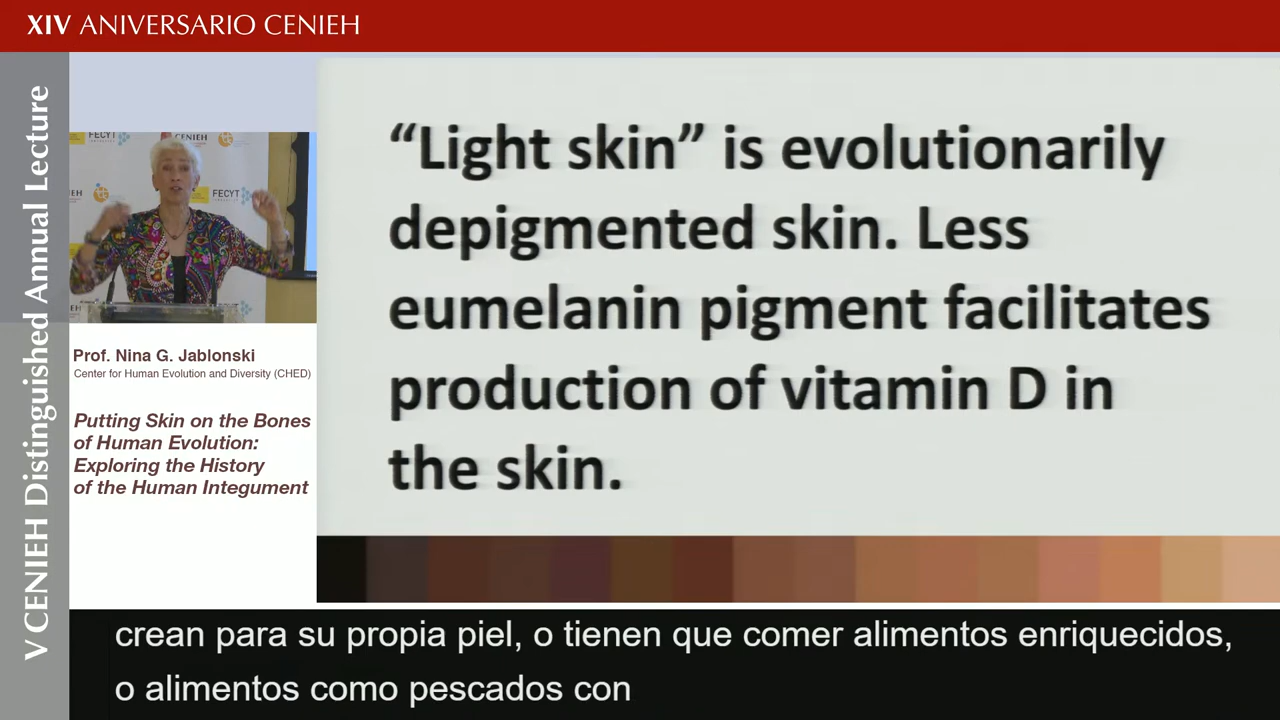 XIV ANIVERSARIO CENIEH
V CENIEH Distinguished Annual Lecture
FECYT
CENIEH
FECYT
Prof. Nina G. Jablonski
Center for Human Evolution and Diversity (CHED)
Putting Skin on the Bones
of Human Evolution:
Exploring the History
of the Human Integument
“Light skin” is evolutionarily
depigmented skin. Less
eumelanin pigment facilitates
production of vitamin D in
the skin.
crean para su propia piel, o tienen que comer alimentos enriquecidos,
o alimentos como pescados con